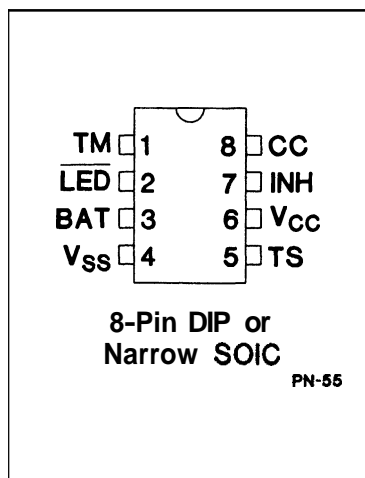 TM 1 8 CC
LED 2 7 INH
BAT 3 6 VCC
VSS 4 5 TS
8-Pin DIP or
Narrow SOIC
PN-55